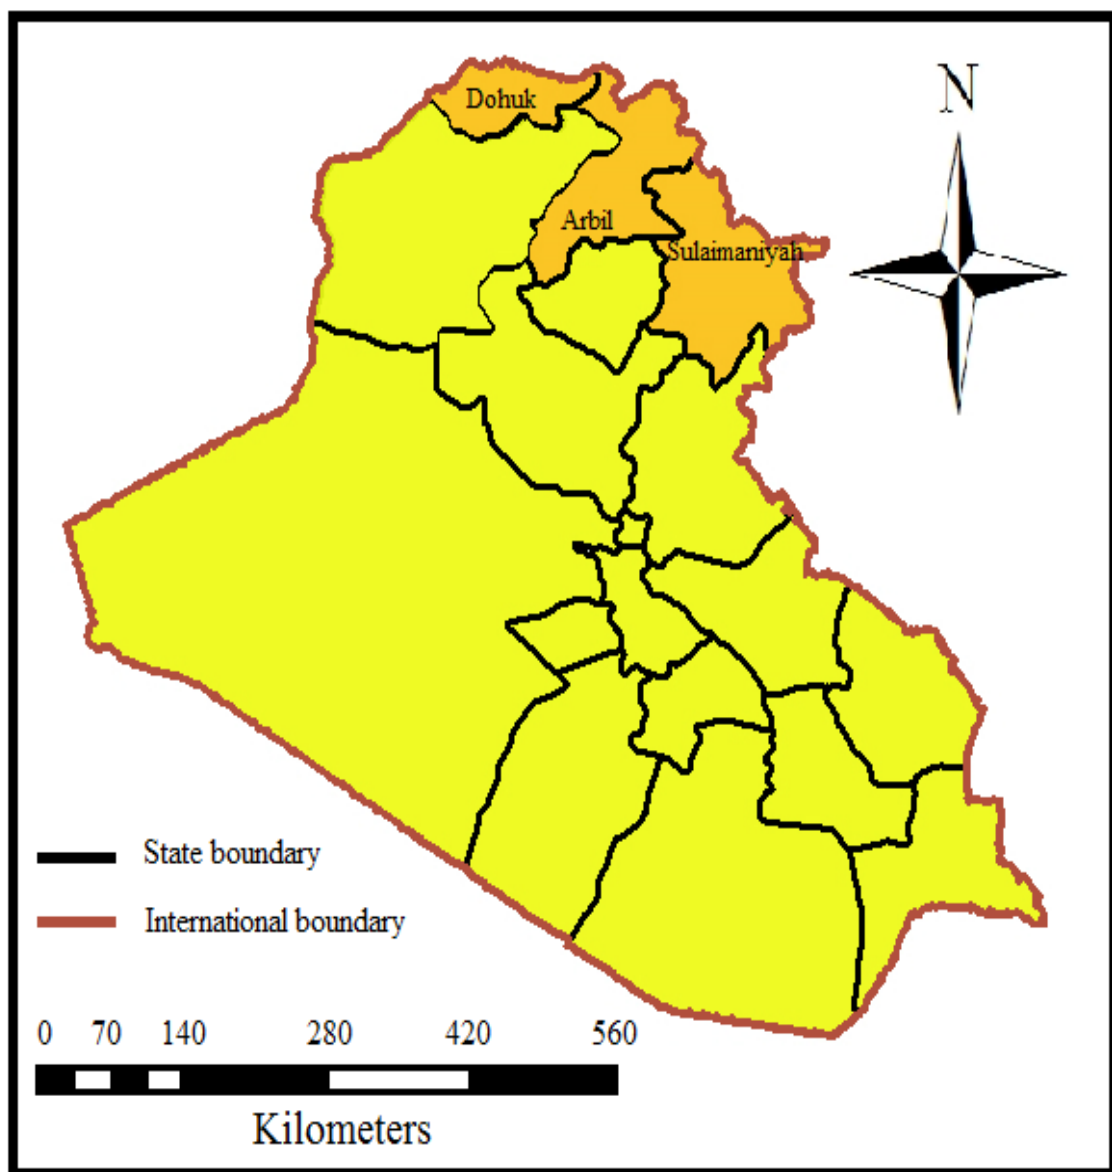 N
Dohuk
Arbil
Sulaimaniyah
State boundary
International boundary
0 70 140 280 420 560
Kilometers